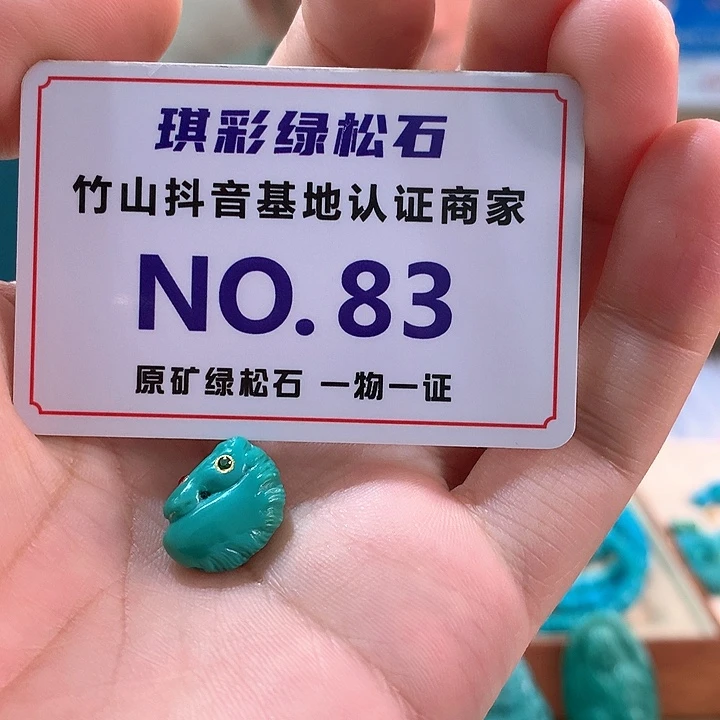 琪彩绿松石
竹山抖音基地认证商家
NO. 83
原矿绿松石 一物一证